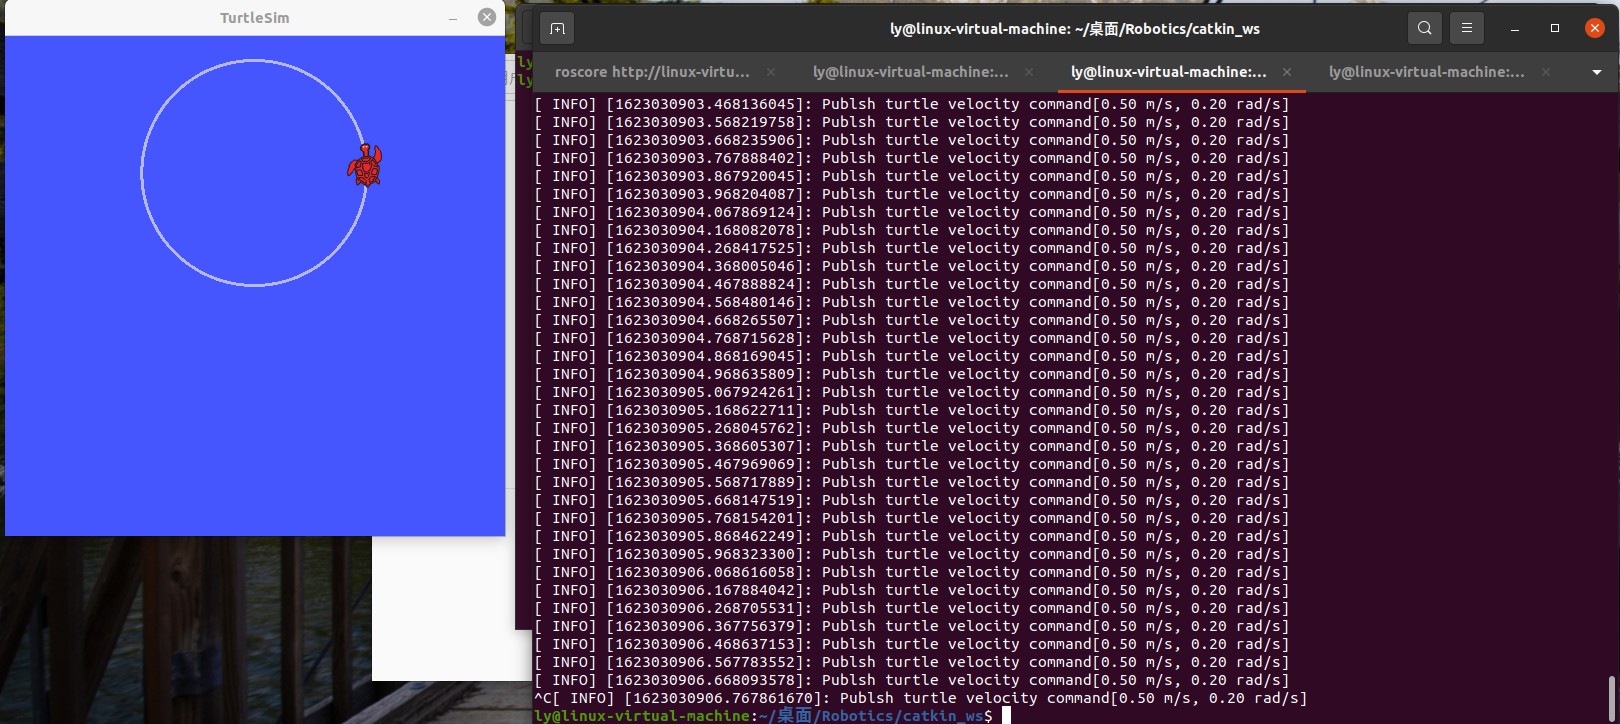 TurtleSim
ly@linux-virtual-machine: ~/桌面/Robotics/catkin_ws
roscore http://linux-virtu...
ly@linux-virtual-machine:...
ly@linux-virtual-machine:...
ly@linux-virtual-machine:...
ly
ly
[ INFO] [1623030903.468136045]: Publsh turtle velocity command[0.50 m/s, 0.20 rad/s]
[ INFO] [1623030903.568219758]: Publsh turtle velocity command[0.50 m/s, 0.20 rad/s]
[ INFO] [1623030903.668235906]: Publsh turtle velocity command[0.50 m/s, 0.20 rad/s]
[ INFO] [1623030903.767888402]: Publsh turtle velocity command[0.50 m/s, 0.20 rad/s]
[ INFO] [1623030903.867920045]: Publsh turtle velocity command[0.50 m/s, 0.20 rad/s]
[ INFO] [1623030903.968204087]: Publsh turtle velocity command[0.50 m/s, 0.20 rad/s]
[ INFO] [1623030904.067869124]: Publsh turtle velocity command[0.50 m/s, 0.20 rad/s]
[ INFO] [1623030904.168082078]: Publsh turtle velocity command[0.50 m/s, 0.20 rad/s]
[ INFO] [1623030904.268417525]: Publsh turtle velocity command[0.50 m/s, 0.20 rad/s]
[ INFO] [1623030904.368005046]: Publsh turtle velocity command[0.50 m/s, 0.20 rad/s]
[ INFO] [1623030904.467888824]: Publsh turtle velocity command[0.50 m/s, 0.20 rad/s]
[ INFO] [1623030904.568480146]: Publsh turtle velocity command[0.50 m/s, 0.20 rad/s]
[ INFO] [1623030904.668265507]: Publsh turtle velocity command[0.50 m/s, 0.20 rad/s]
[ INFO] [1623030904.768715628]: Publsh turtle velocity command[0.50 m/s, 0.20 rad/s]
[ INFO] [1623030904.868169045]: Publsh turtle velocity command[0.50 m/s, 0.20 rad/s]
[ INFO] [1623030904.968635809]: Publsh turtle velocity command[0.50 m/s, 0.20 rad/s]
[ INFO] [1623030905.067924261]: Publsh turtle velocity command[0.50 m/s, 0.20 rad/s]
[ INFO] [1623030905.168622711]: Publsh turtle velocity command[0.50 m/s, 0.20 rad/s]
[ INFO] [1623030905.268045762]: Publsh turtle velocity command[0.50 m/s, 0.20 rad/s]
[ INFO] [1623030905.368605307]: Publsh turtle velocity command[0.50 m/s, 0.20 rad/s]
[ INFO] [1623030905.467969069]: Publsh turtle velocity command[0.50 m/s, 0.20 rad/s]
[ INFO] [1623030905.568717889]: Publsh turtle velocity command[0.50 m/s, 0.20 rad/s]
[ INFO] [1623030905.668147519]: Publsh turtle velocity command[0.50 m/s, 0.20 rad/s]
[ INFO] [1623030905.768154201]: Publsh turtle velocity command[0.50 m/s, 0.20 rad/s]
[ INFO] [1623030905.868462249]: Publsh turtle velocity command[0.50 m/s, 0.20 rad/s]
[ INFO] [1623030905.968323300]: Publsh turtle velocity command[0.50 m/s, 0.20 rad/s]
[ INFO] [1623030906.068616058]: Publsh turtle velocity command[0.50 m/s, 0.20 rad/s]
[ INFO] [1623030906.167884042]: Publsh turtle velocity command[0.50 m/s, 0.20 rad/s]
[ INFO] [1623030906.268705531]: Publsh turtle velocity command[0.50 m/s, 0.20 rad/s]
[ INFO] [1623030906.367756379]: Publsh turtle velocity command[0.50 m/s, 0.20 rad/s]
[ INFO] [1623030906.468637153]: Publsh turtle velocity command[0.50 m/s, 0.20 rad/s]
[ INFO] [1623030906.567783552]: Publsh turtle velocity command[0.50 m/s, 0.20 rad/s]
[ INFO] [1623030906.668093578]: Publsh turtle velocity command[0.50 m/s, 0.20 rad/s]
^C[ INFO] [1623030906.767861670]: Publsh turtle velocity command[0.50 m/s, 0.20 rad/s]
ly@linux-virtual-machine:~/桌面/Robotics/catkin_ws$